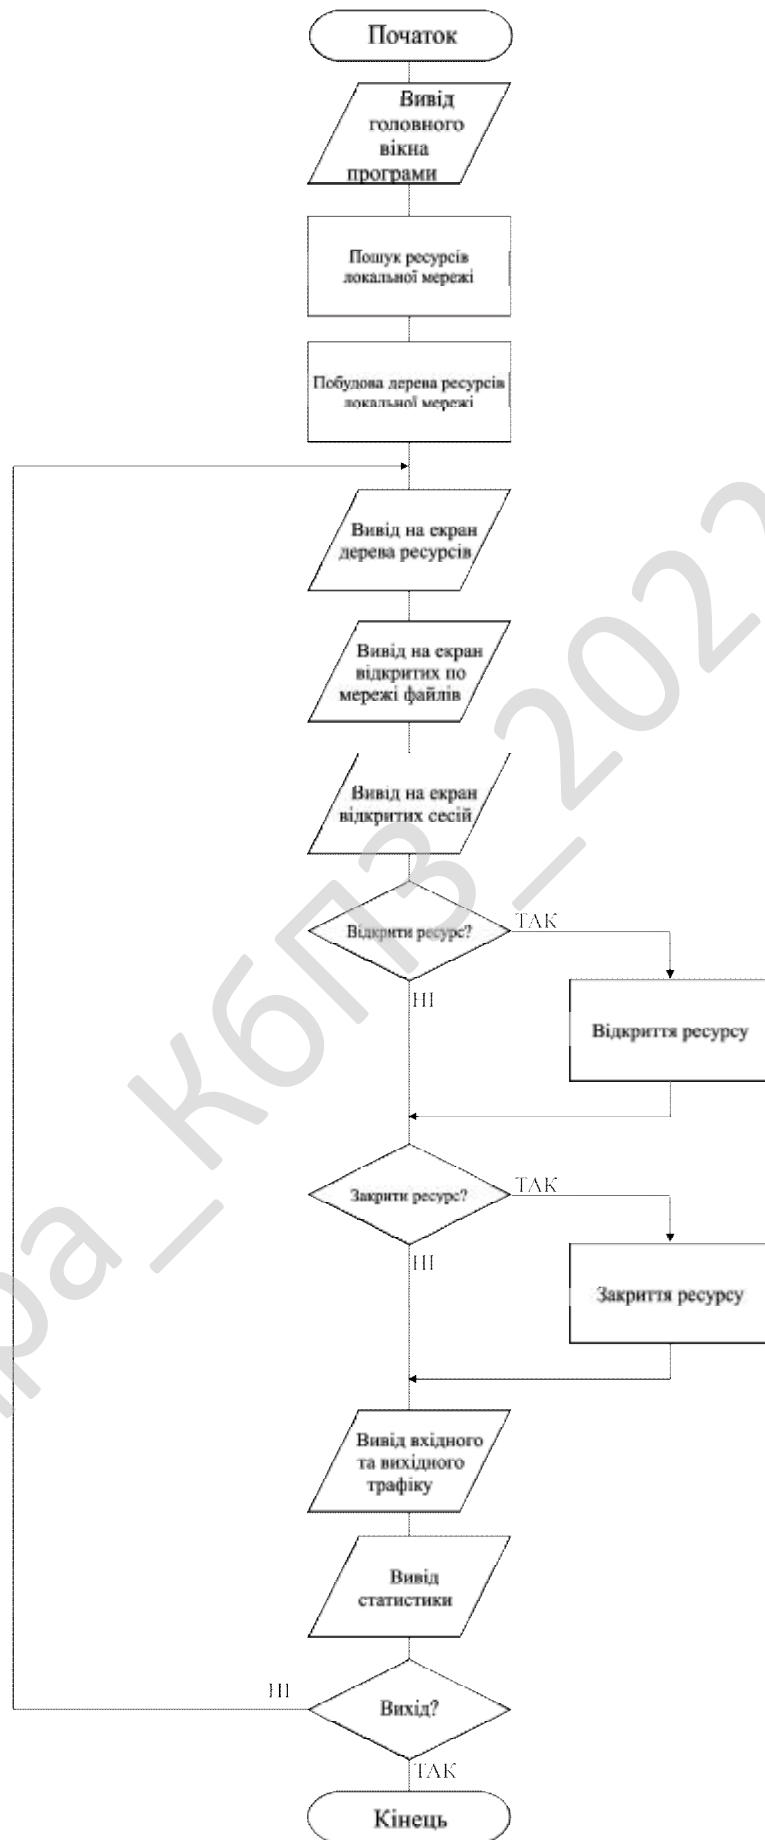 Початок
Вивід
головного
вікна
програми
Пошук ресурсів
локальної мережі
Побудова дерева ресурсів
локальної мережі
Вивід на екран
дерева ресурсів
Вивід на екран
відкритих по
мережі файлів
Вивід на екран
відкритих сесій
Відкрити ресурс?
ТАК
НІ
Відкриття ресурсу
Закрити ресурс?
ТАК
НІ
Закриття ресурсу
Вивід вхідного
та вихідного
трафіку
Вивід
статистики
НІ
Вихід?
ТАК
Кінець
ра_КбПЗ_202